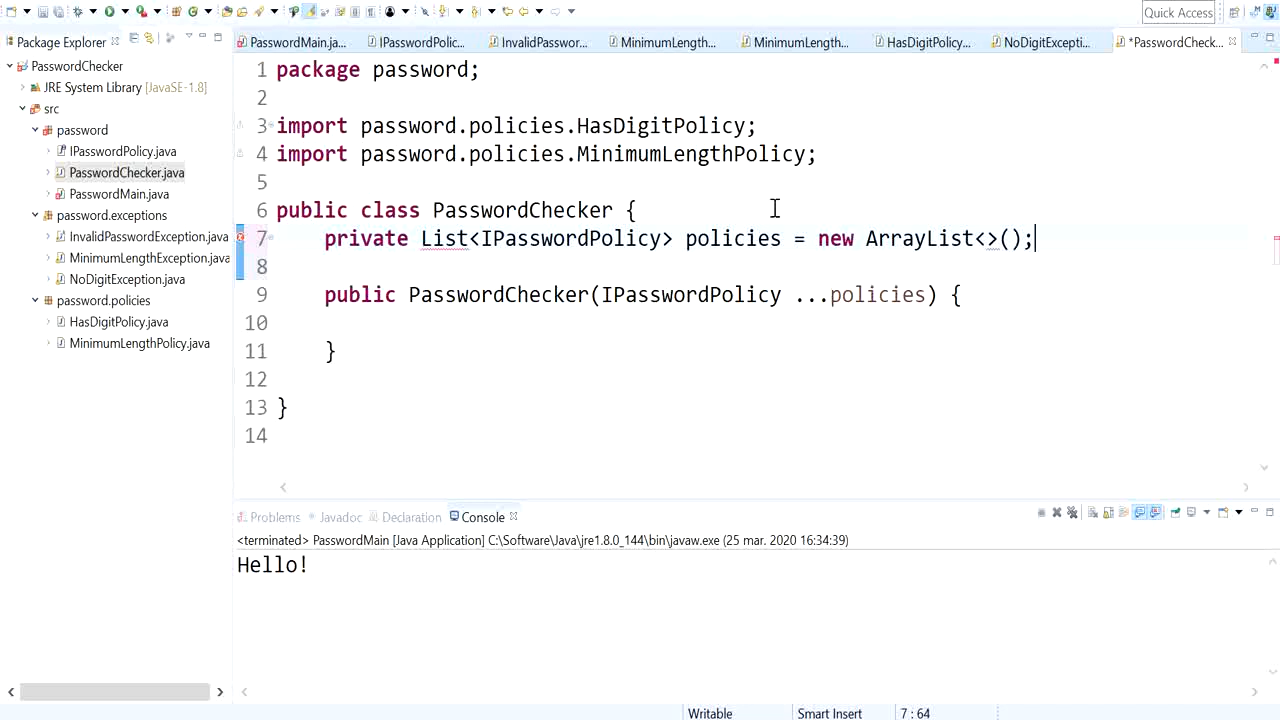 Quick Access
Package Explorer
PasswordMain.ja...
IPasswordPolic...
InvalidPasswor...
MinimumLength...
MinimumLength...
HasDigitPolicy...
NoDigitExcepti...
*PasswordCheck...
PasswordChecker
JRE System Library [JavaSE-1.8]
src
password
IPasswordPolicy.java
PasswordChecker.java
PasswordMain.java
password.exceptions
InvalidPasswordException.java
MinimumLengthException.java
NoDigitException.java
password.policies
HasDigitPolicy.java
MinimumLengthPolicy.java
1 package password;
2
3 import password.policies.HasDigitPolicy;
4 import password.policies.MinimumLengthPolicy;
5
6 public class PasswordChecker {
7 private List<IPasswordPolicy> policies = new ArrayList<>();
8
9 public PasswordChecker(IPasswordPolicy ...policies) {
10
11 }
12
13 }
14
Problems Javadoc Declaration Console
<terminated> PasswordMain [Java Application] C:\Software\Java\jre1.8.0_144\bin\javaw.exe (25 mar. 2020 16:34:39)
Hello!
Writable Smart Insert 7 : 64